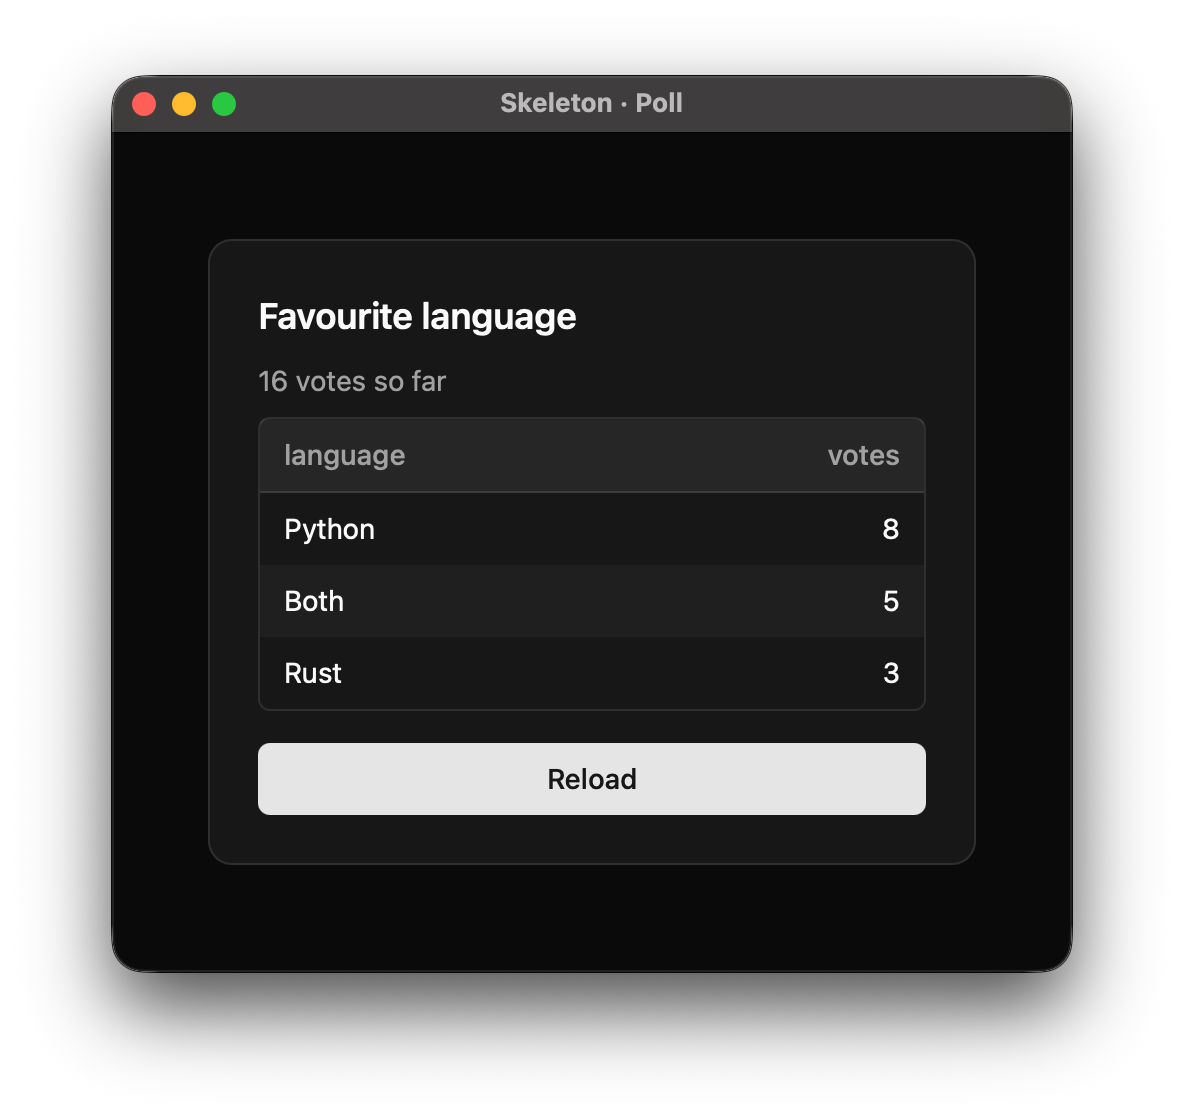 Skeleton · Poll
Favourite language
16 votes so far
language votes
Python 8
Both 5
Rust 3
Reload